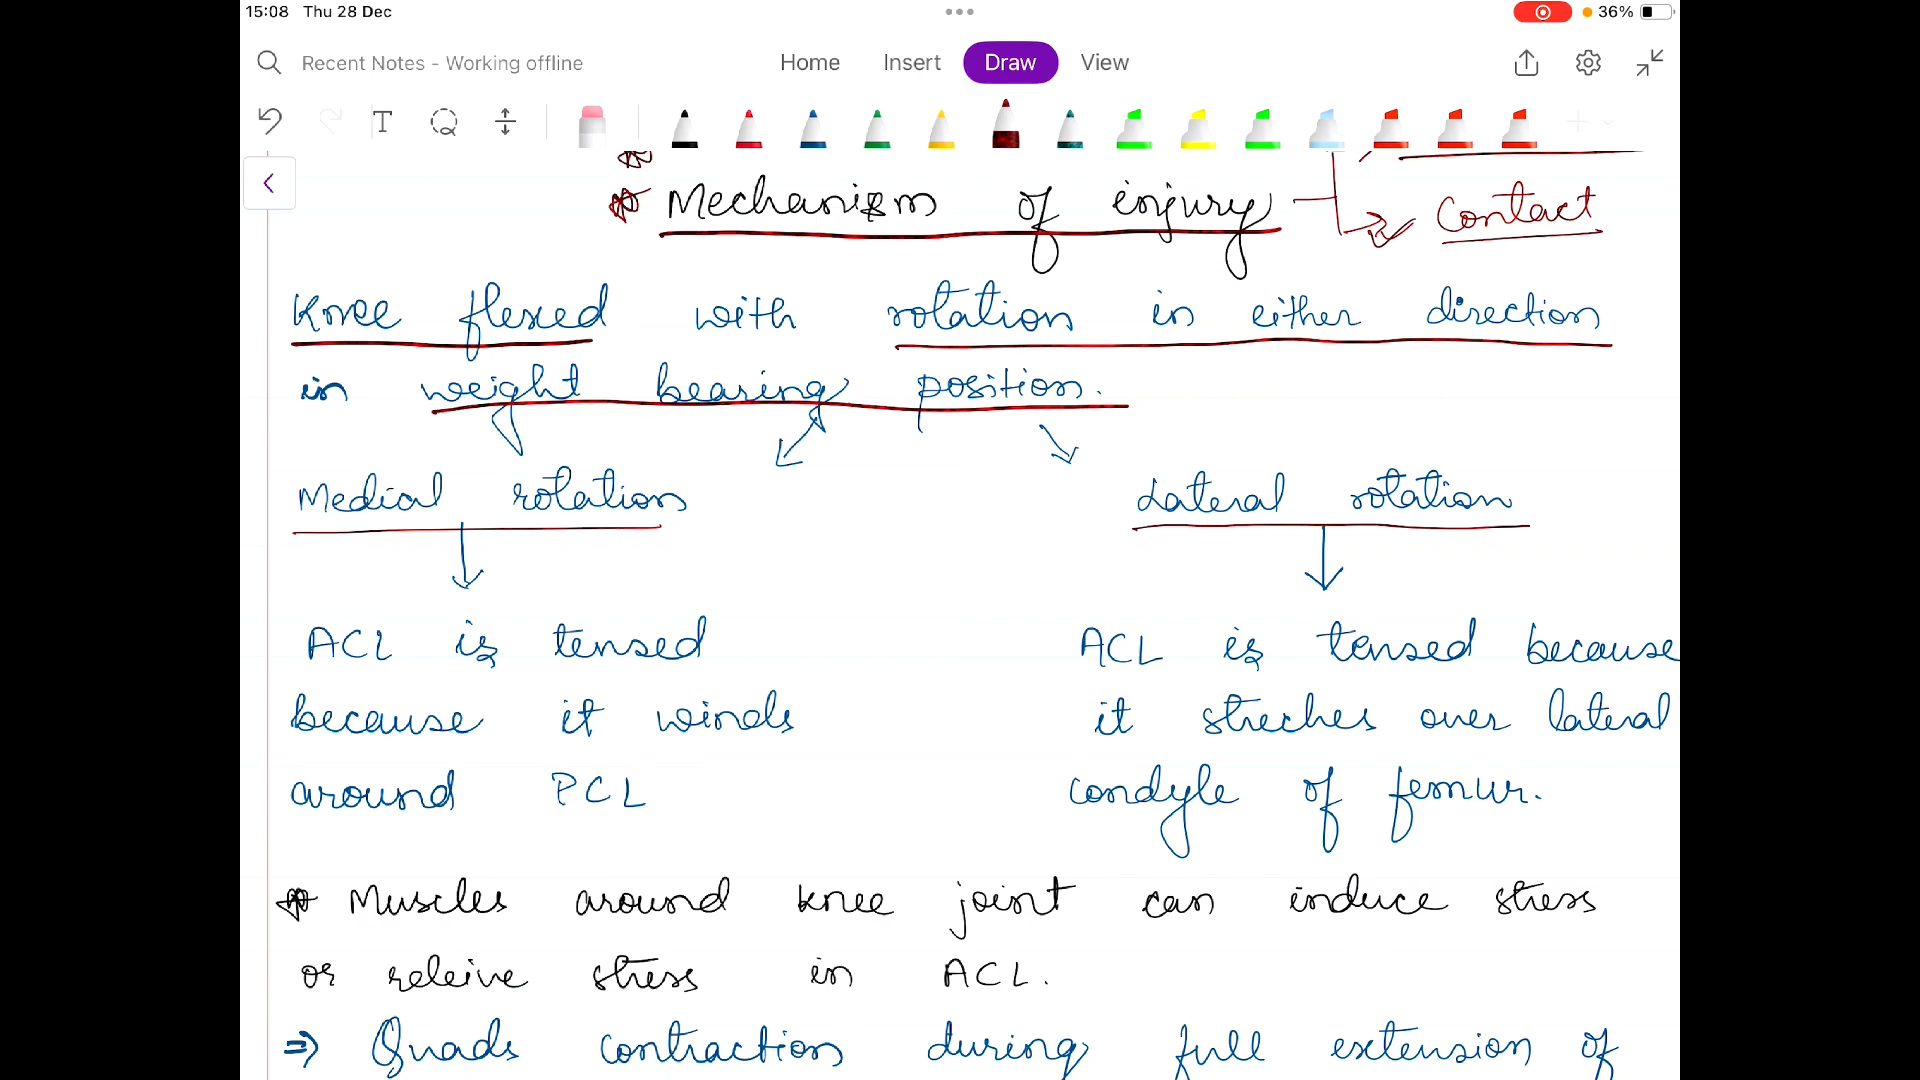 15:08 Thu 28 Dec
36%
Recent Notes - Working offline
Home Insert Draw View
T
Mechanism of injury
Contact
Knee flexed with rotation in either direction
in weight bearing position.
Medial rotation
Lateral rotation
ACL is tensed
because it winds
around PCL
ACL is tensed because
it streches over lateral
condyle of femur.
Muscles around knee joint can induce stress
or releive stress in ACL.
⇒ Quads contraction during full extension of